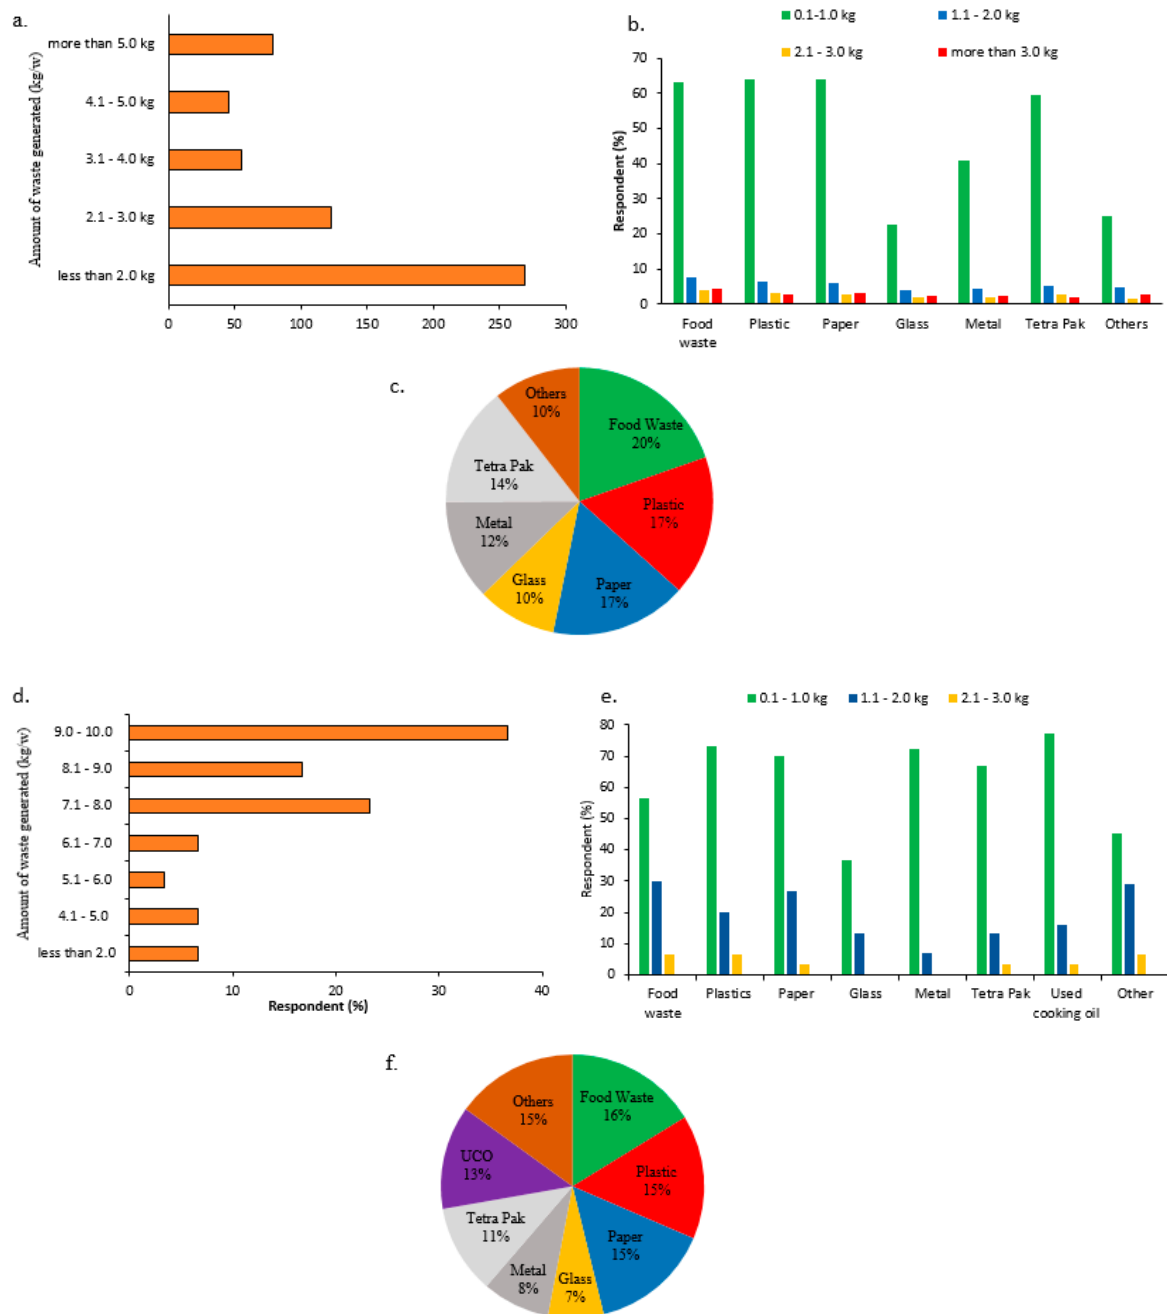 a.
Amount of waste generated (kg/w)
more than 5.0 kg
4.1 - 5.0 kg
3.1 - 4.0 kg
2.1 - 3.0 kg
less than 2.0 kg
0 50 100 150 200 250 300
b.
0.1-1.0 kg 1.1 - 2.0 kg
2.1 - 3.0 kg more than 3.0 kg
Respondent (%)
70
60
50
40
30
20
10
0
Food waste Plastic Paper Glass Metal Tetra Pak Others
c.
Others
10%
Food Waste
20%
Tetra Pak
14%
Plastic
17%
Metal
12%
Glass
10%
Paper
17%
d.
Amount of waste generated (kg/w)
9.0 - 10.0
8.1 - 9.0
7.1 - 8.0
6.1 - 7.0
5.1 - 6.0
4.1 - 5.0
less than 2.0
0 10 20 30 40
Respondent (%)
e.
0.1 - 1.0 kg 1.1 - 2.0 kg 2.1 - 3.0 kg
Respondent (%)
80
70
60
50
40
30
20
10
0
Food waste Plastics Paper Glass Metal Tetra Pak Used cooking oil Other
f.
Others
15%
Food Waste
16%
UCO
13%
Plastic
15%
Tetra Pak
11%
Paper
15%
Metal
8%
Glass
7%